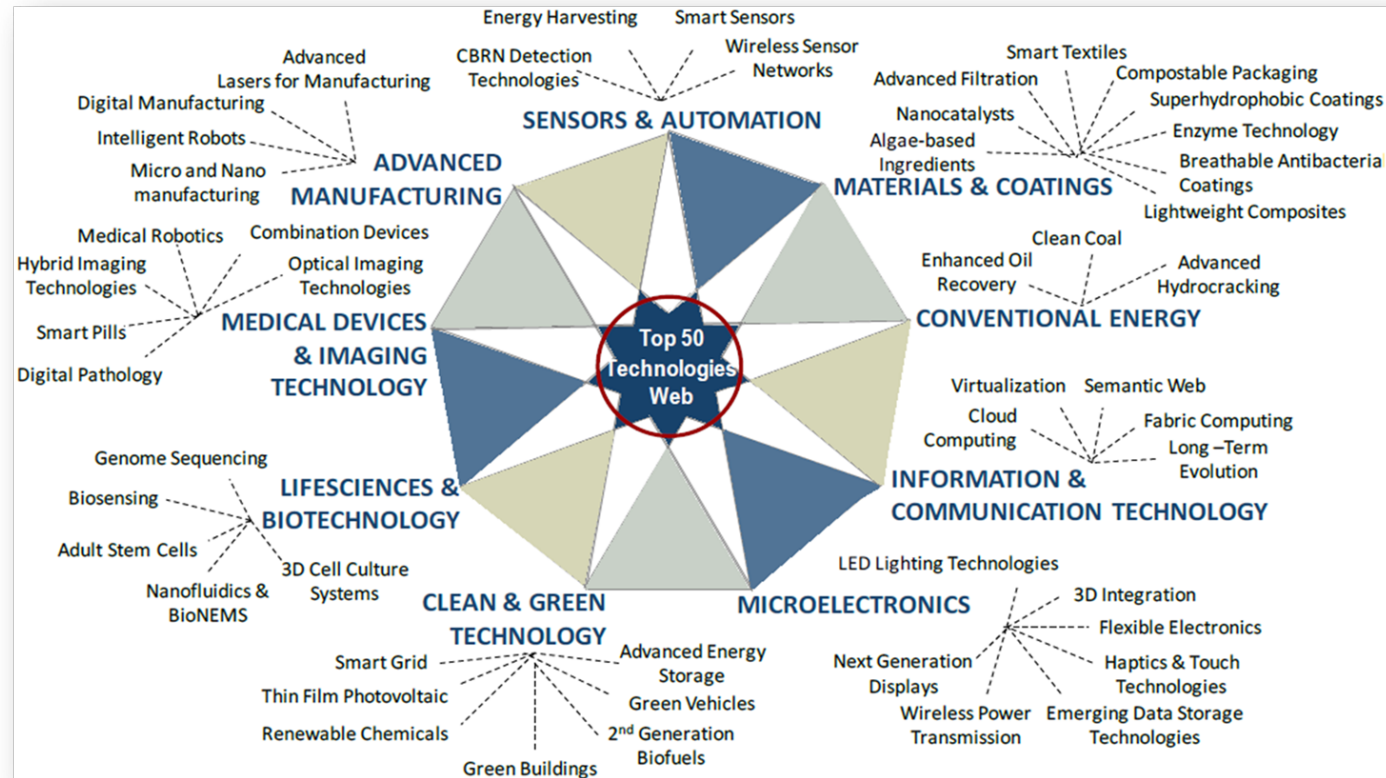 Energy Harvesting
Smart Sensors
CBRN Detection
Technologies
Wireless Sensor
Networks
SENSORS & AUTOMATION
Advanced
Lasers for Manufacturing
Digital Manufacturing
Intelligent Robots
Micro and Nano
manufacturing
ADVANCED
MANUFACTURING
Smart Textiles
Advanced Filtration
Compostable Packaging
Nanocatalysts
Superhydrophobic Coatings
Algae-based
Ingredients
Enzyme Technology
Breathable Antibacterial
Coatings
Lightweight Composites
MATERIALS & COATINGS
Medical Robotics
Combination Devices
Hybrid Imaging
Technologies
Optical Imaging
Technologies
Smart Pills
Digital Pathology
MEDICAL DEVICES
& IMAGING
TECHNOLOGY
Clean Coal
Enhanced Oil
Recovery
Advanced
Hydrocracking
CONVENTIONAL ENERGY
Top 50
Technologies
Web
Virtualization
Semantic Web
Cloud
Computing
Fabric Computing
Long –Term
Evolution
INFORMATION &
COMMUNICATION TECHNOLOGY
Genome Sequencing
Biosensing
Adult Stem Cells
Nanofluidics &
BioNEMS
3D Cell Culture
Systems
LIFESCIENCES &
BIOTECHNOLOGY
LED Lighting Technologies
3D Integration
Flexible Electronics
Next Generation
Displays
Haptics & Touch
Technologies
Wireless Power
Transmission
Emerging Data Storage
Technologies
MICROELECTRONICS
CLEAN & GREEN
TECHNOLOGY
Smart Grid
Advanced Energy
Storage
Thin Film Photovoltaic
Green Vehicles
Renewable Chemicals
2nd Generation
Biofuels
Green Buildings